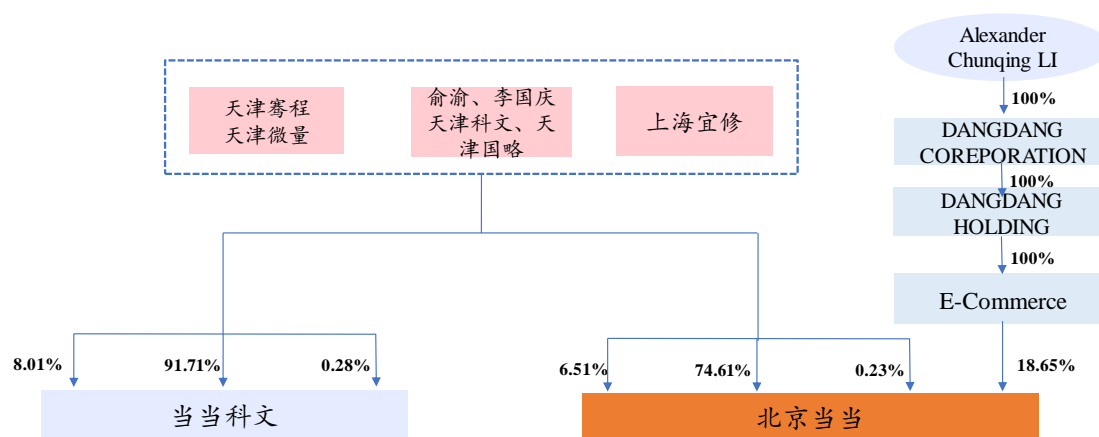 Alexander
Chunqing LI
100%
天津骞程
天津微量
俞渝、李国庆
天津科文、天
津国略
上海宜修
DANGDANG
COREPORATION
100%
DANGDANG
HOLDING
100%
E-Commerce
8.01%
91.71%
0.28%
6.51%
74.61%
0.23%
18.65%
当当科文
北京当当